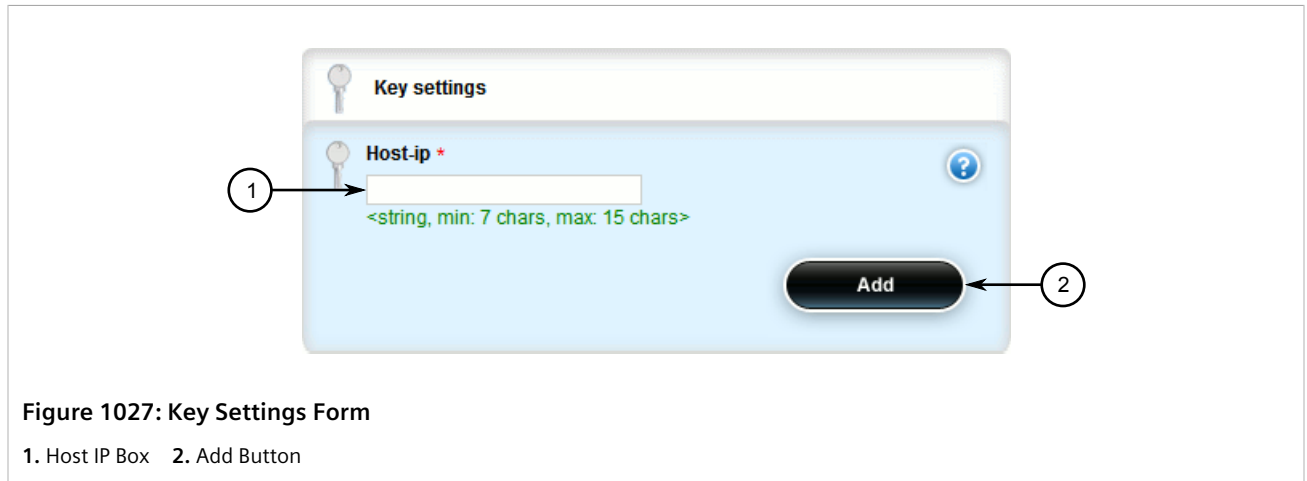 Key settings
Host-ip *
?
1
<string, min: 7 chars, max: 15 chars>
Add
2
Figure 1027: Key Settings Form
1. Host IP Box 2. Add Button